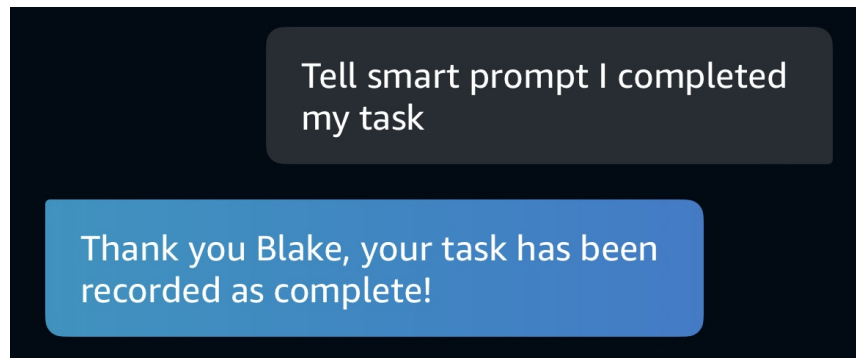 Tell smart prompt I completed
my task
Thank you Blake, your task has been
recorded as complete!